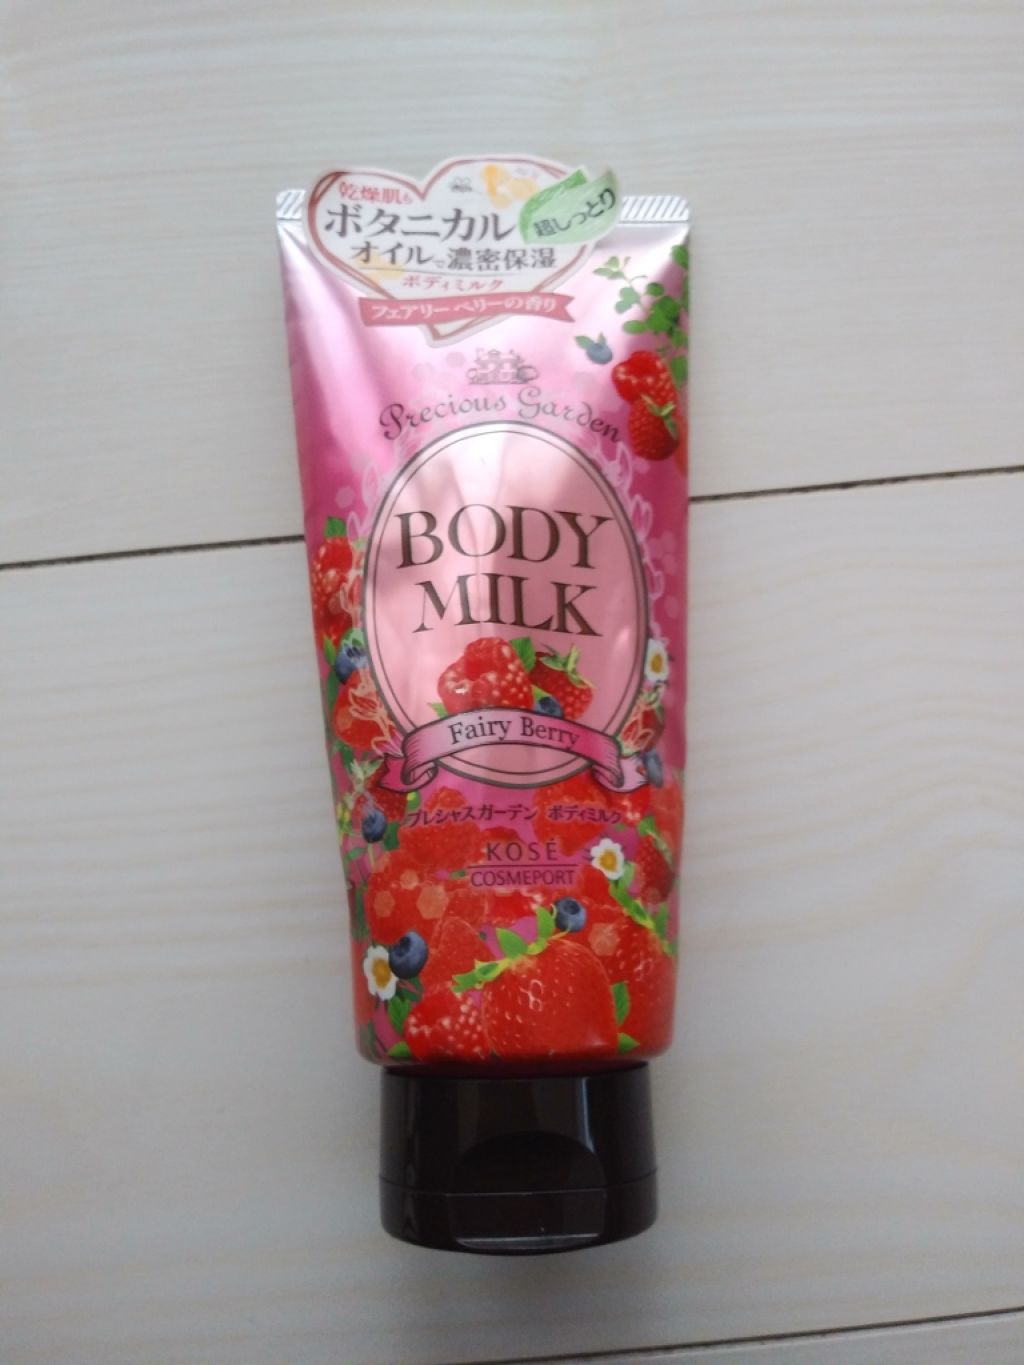 乾燥肌も
ボタニカル
超しっとり
オイルで濃密保湿
ボディミルク
フェアリーベリーの香り
Precious Garden
BODY
MILK
Fairy Berry
プレシャスガーデン ボディミルク
KOSÉ
COSMEPORT